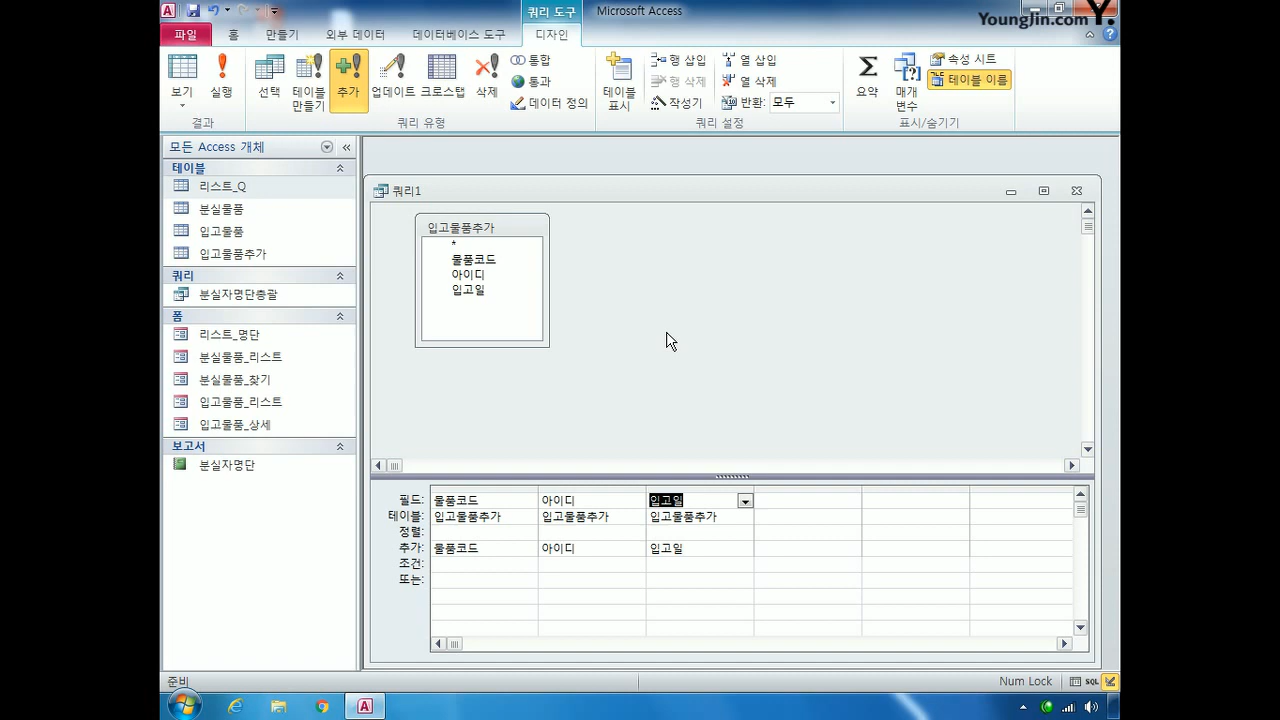 쿼리 도구
Microsoft Access
YoungJin.com Y.
파일
홈
만들기
외부 데이터
데이터베이스 도구
디자인
보기
실행
결과
선택
테이블
만들기
추가
업데이트
크로스탭
삭제
통합
통과
데이터 정의
쿼리 유형
테이블
표시
행 삽입
행 삭제
작성기
열 삽입
열 삭제
반환: 모두
쿼리 설정
요약
매개
변수
속성 시트
테이블 이름
표시/숨기기
모든 Access 개체
테이블
리스트_Q
분실물품
입고물품
입고물품추가
쿼리
분실자명단총괄
폼
리스트_명단
분실물품_리스트
분실물품_찾기
입고물품_리스트
입고물품_상세
보고서
분실자명단
쿼리1
입고물품추가
*
물품코드
아이디
입고일
필드: 물품코드 아이디 입고일
테이블: 입고물품추가 입고물품추가 입고물품추가
정렬:
추가: 물품코드 아이디 입고일
조건:
또는:
준비
Num Lock
SQL